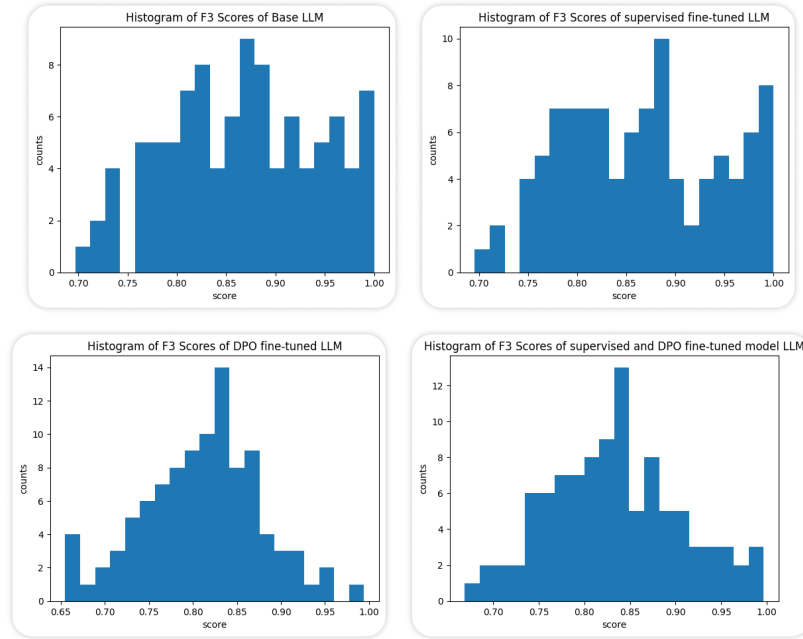 Histogram of F3 Scores of Base LLM
counts
8
6
4
2
0
0.70 0.75 0.80 0.85 0.90 0.95 1.00
score
Histogram of F3 Scores of supervised fine-tuned LLM
counts
10
8
6
4
2
0
0.70 0.75 0.80 0.85 0.90 0.95 1.00
score
Histogram of F3 Scores of DPO fine-tuned LLM
counts
14
12
10
8
6
4
2
0
0.65 0.70 0.75 0.80 0.85 0.90 0.95 1.00
score
Histogram of F3 Scores of supervised and DPO fine-tuned model LLM
counts
12
10
8
6
4
2
0
0.70 0.75 0.80 0.85 0.90 0.95 1.00
score